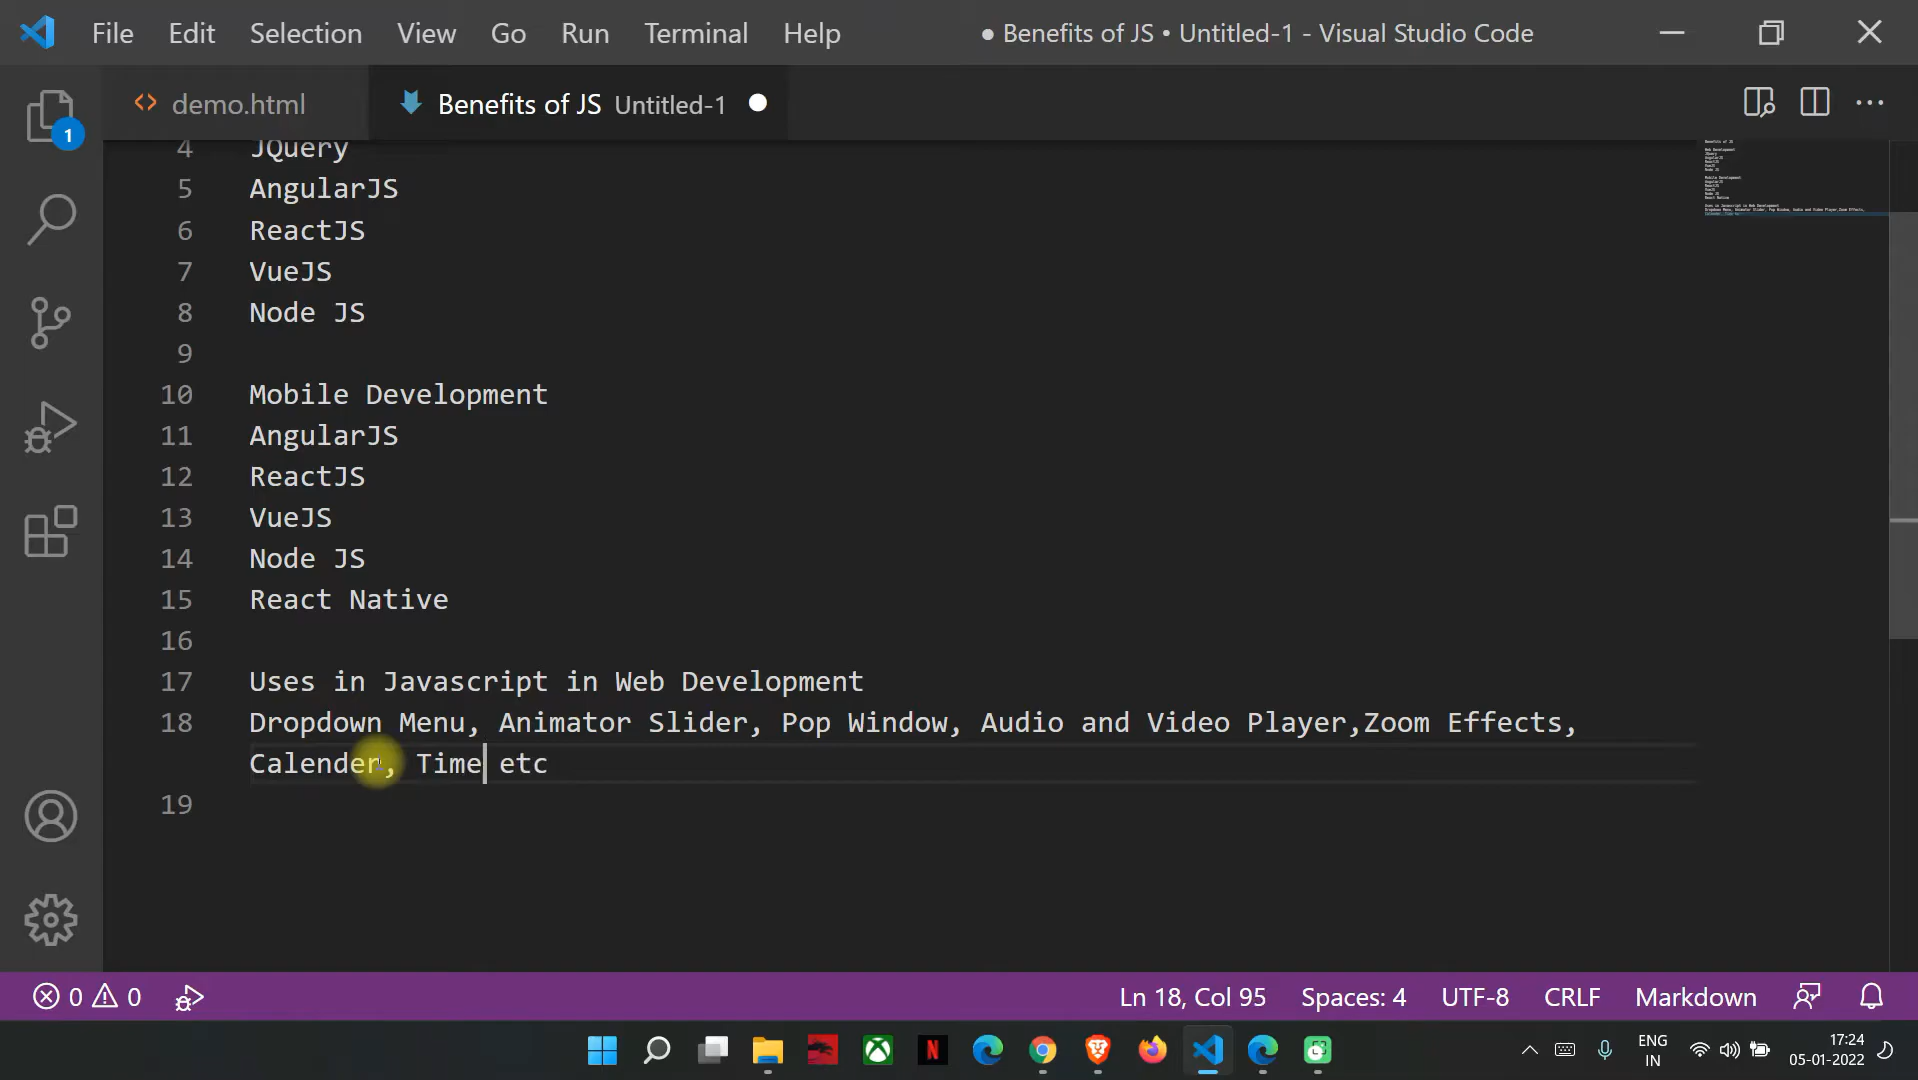 File Edit Selection View Go Run Terminal Help ● Benefits of JS • Untitled-1 - Visual Studio Code
1
demo.html Benefits of JS Untitled-1
4 JQuery
5 AngularJS
6 ReactJS
7 VueJS
8 Node JS
9
10 Mobile Development
11 AngularJS
12 ReactJS
13 VueJS
14 Node JS
15 React Native
16
17 Uses in Javascript in Web Development
18 Dropdown Menu, Animator Slider, Pop Window, Audio and Video Player,Zoom Effects,
Calender, Time etc
19
0 0 Ln 18, Col 95 Spaces: 4 UTF-8 CRLF Markdown
ENG 17:24
IN 05-01-2022